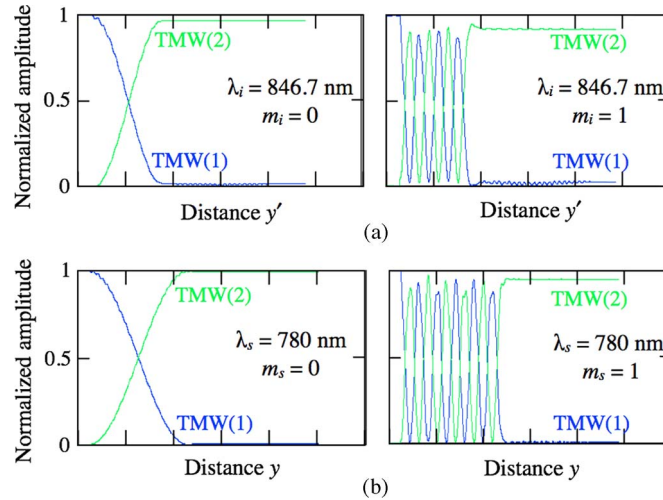 Normalized amplitude
1
0.5
0
TMW(2)
λi = 846.7 nm
mi = 0
TMW(1)
Distance y′
TMW(2)
λi = 846.7 nm
mi = 1
TMW(1)
Distance y′
(a)
Normalized amplitude
1
0.5
0
TMW(2)
λs = 780 nm
ms = 0
TMW(1)
Distance y
TMW(2)
λs = 780 nm
ms = 1
TMW(1)
Distance y
(b)